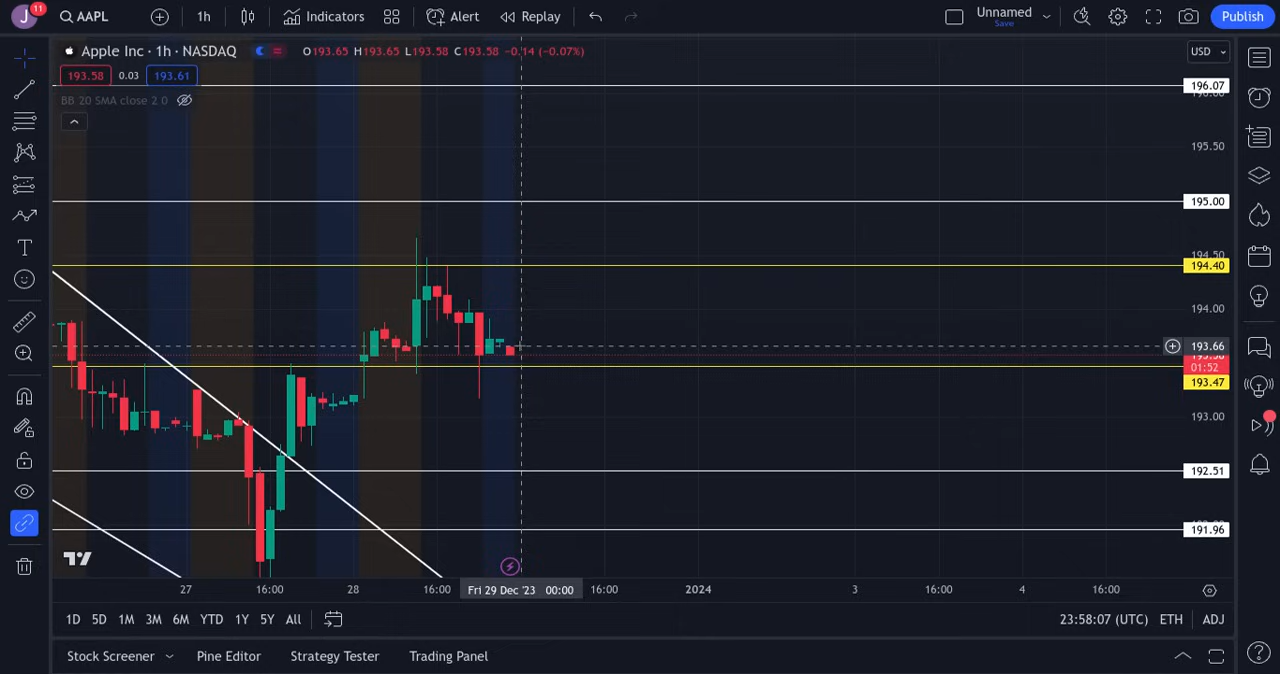 J 11 AAPL 1h Indicators Alert Replay Unnamed Save Publish
Apple Inc · 1h · NASDAQ O193.65 H193.65 L193.58 C193.58 −0.14 (−0.07%) USD
193.58 0.03 193.61
BB 20 SMA close 2 0
196.07
196.00
195.50
195.00
194.50
194.40
194.00
193.66
01:52
193.47
193.00
192.51
191.96
27 16:00 28 16:00 Fri 29 Dec '23 00:00 16:00 2024 3 16:00 4 16:00
1D 5D 1M 3M 6M YTD 1Y 5Y All 23:58:07 (UTC) ETH ADJ
Stock Screener Pine Editor Strategy Tester Trading Panel